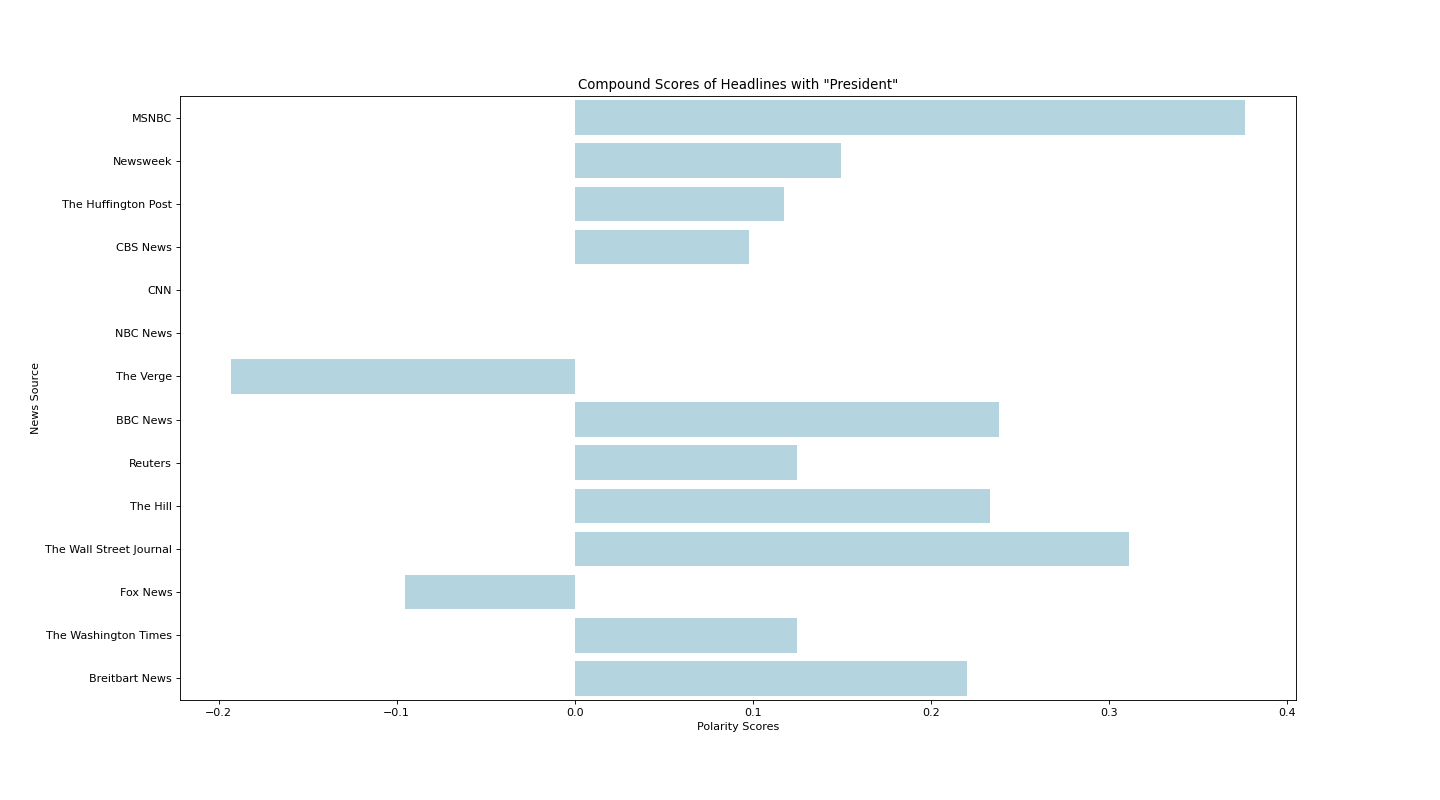 Compound Scores of Headlines with "President"
MSNBC
Newsweek
The Huffington Post
CBS News
CNN
NBC News
The Verge
BBC News
Reuters
The Hill
The Wall Street Journal
Fox News
The Washington Times
Breitbart News
News Source
−0.2 −0.1 0.0 0.1 0.2 0.3 0.4
Polarity Scores